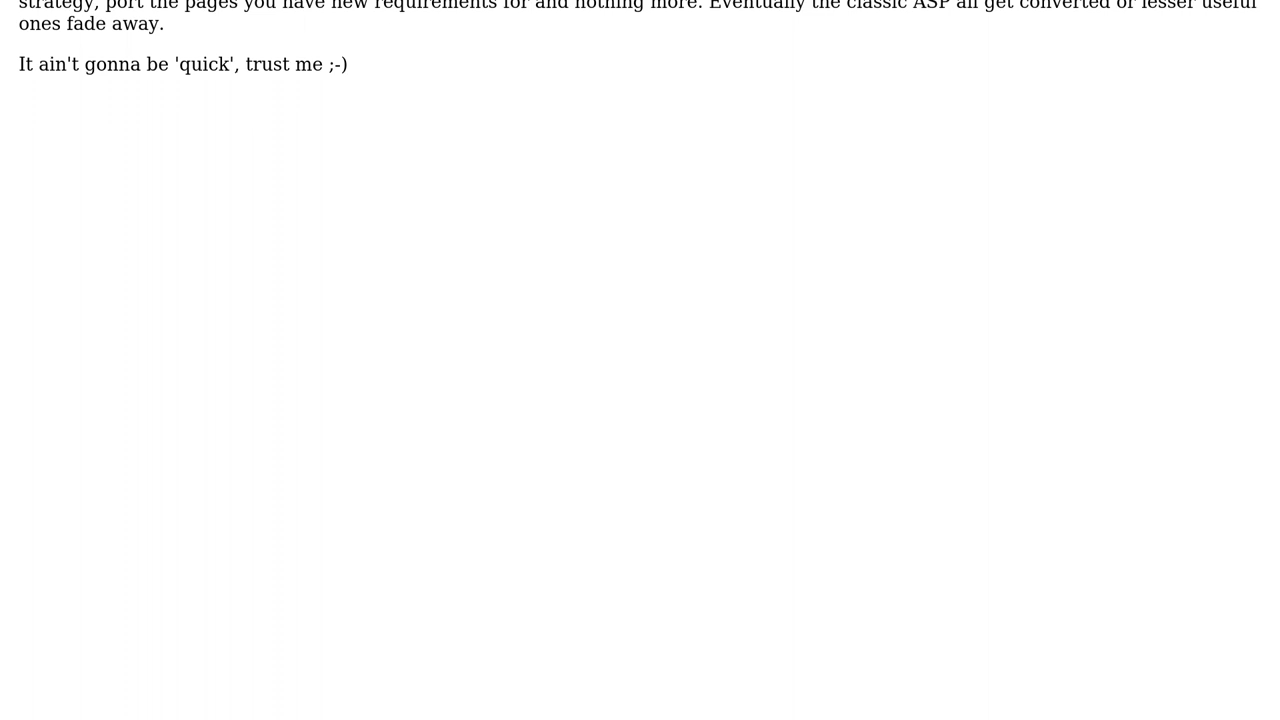 strategy, port the pages you have new requirements for and nothing more. Eventually the classic ASP all get converted or lesser useful
ones fade away.
It ain't gonna be 'quick', trust me ;-)